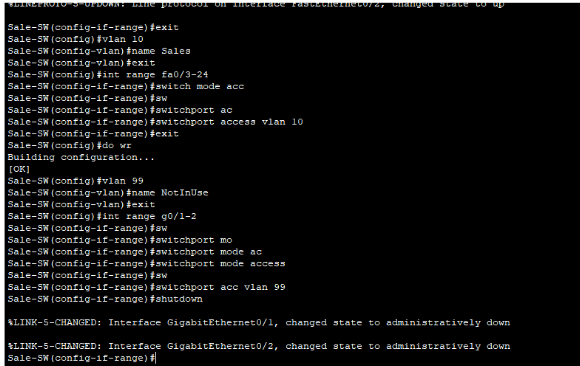 %LINEPROTO-5-UPDOWN: Line protocol on Interface FastEthernet0/2, changed state to up
Sale-SW(config-if-range)#exit
Sale-SW(config)#vlan 10
Sale-SW(config-vlan)#name Sales
Sale-SW(config-vlan)#exit
Sale-SW(config)#int range fa0/3-24
Sale-SW(config-if-range)#switch mode acc
Sale-SW(config-if-range)#sw
Sale-SW(config-if-range)#switchport ac
Sale-SW(config-if-range)#switchport access vlan 10
Sale-SW(config-if-range)#exit
Sale-SW(config)#do wr
Building configuration...
[OK]
Sale-SW(config)#vlan 99
Sale-SW(config-vlan)#name NotInUse
Sale-SW(config-vlan)#exit
Sale-SW(config)#int range g0/1-2
Sale-SW(config-if-range)#sw
Sale-SW(config-if-range)#switchport mo
Sale-SW(config-if-range)#switchport mode ac
Sale-SW(config-if-range)#switchport mode access
Sale-SW(config-if-range)#sw
Sale-SW(config-if-range)#switchport acc vlan 99
Sale-SW(config-if-range)#shutdown
%LINK-5-CHANGED: Interface GigabitEthernet0/1, changed state to administratively down
%LINK-5-CHANGED: Interface GigabitEthernet0/2, changed state to administratively down
Sale-SW(config-if-range)#